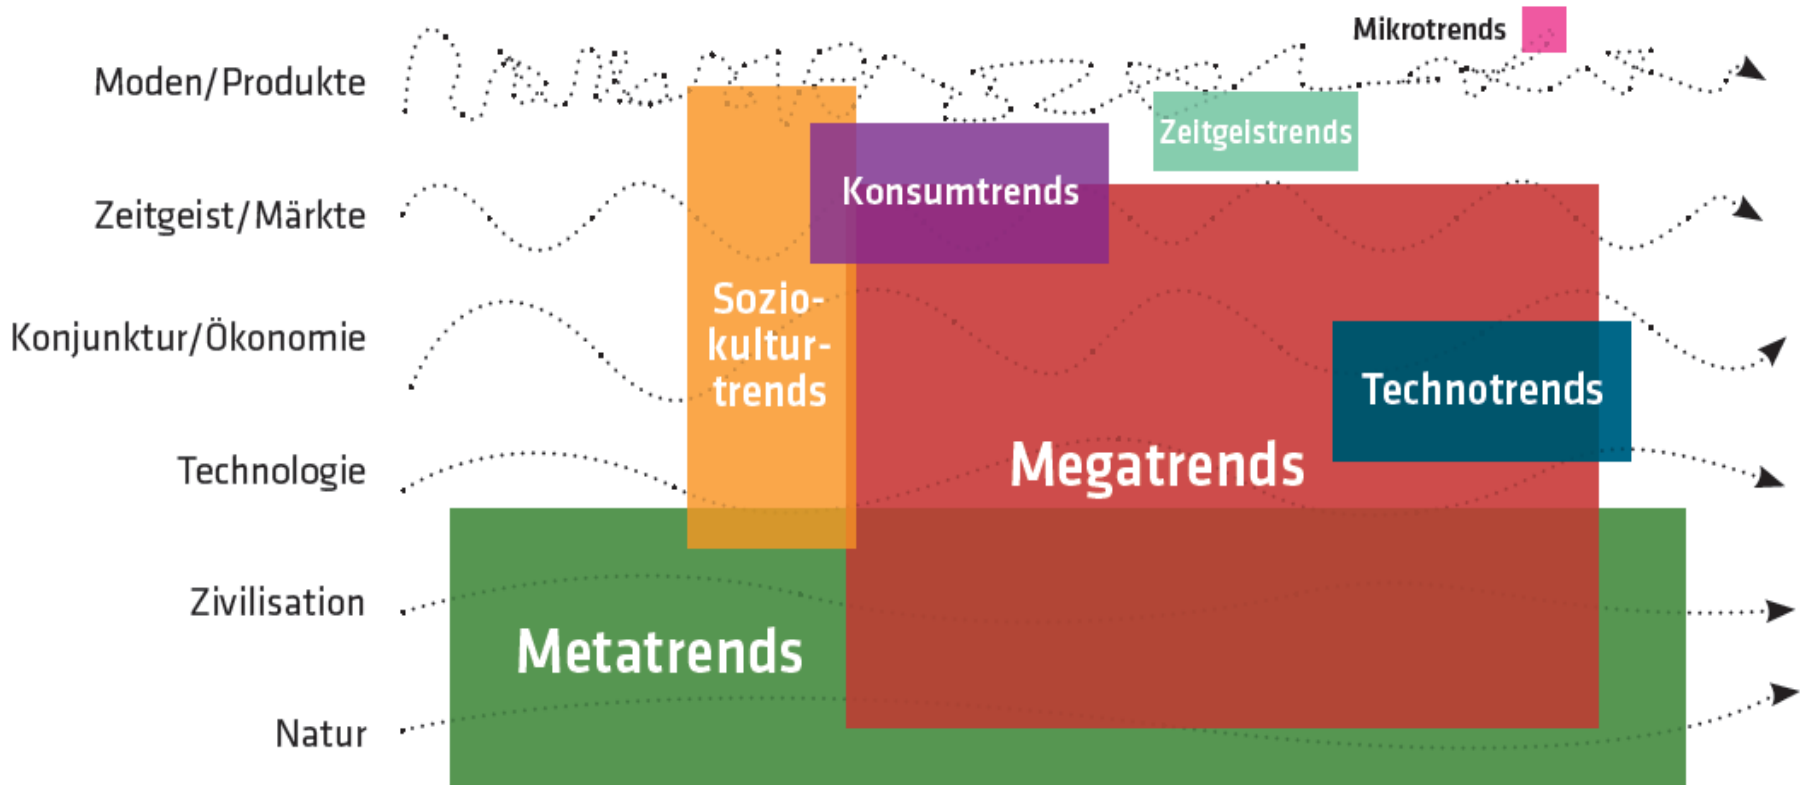 Mikrotrends
Moden/Produkte
Zeitgeisttrends
Konsumtrends
Zeitgeist/Märkte
Sozio-
kultur-
trends
Konjunktur/Ökonomie
Technotrends
Megatrends
Technologie
Zivilisation
Metatrends
Natur